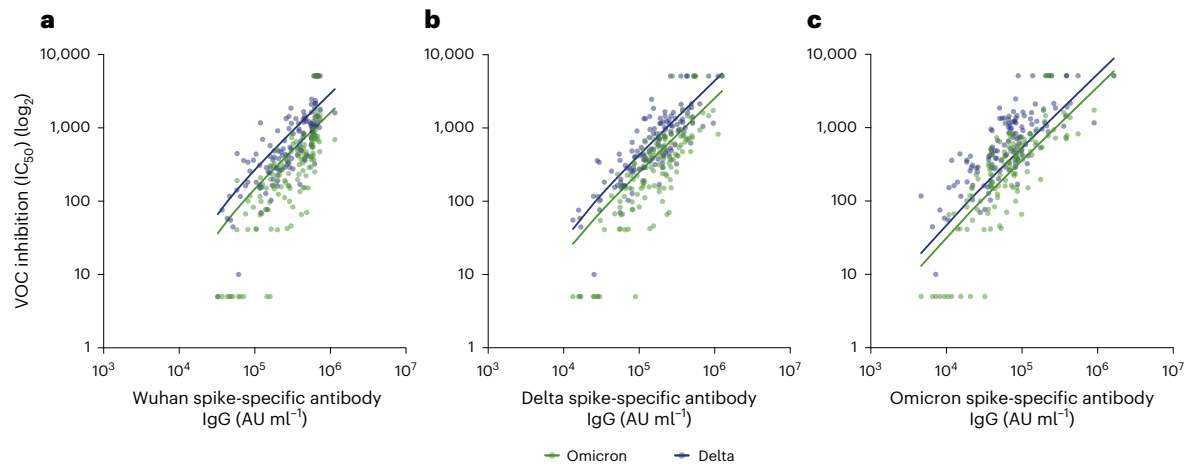 a
b
c
10,000
1,000
100
10
1
10,000
1,000
100
10
1
10,000
1,000
100
10
1
VOC inhibition (IC50) (log2)
10³ 10⁴ 10⁵ 10⁶ 10⁷
10³ 10⁴ 10⁵ 10⁶ 10⁷
10³ 10⁴ 10⁵ 10⁶ 10⁷
Wuhan spike-specific antibody
IgG (AU ml⁻¹)
Delta spike-specific antibody
IgG (AU ml⁻¹)
Omicron spike-specific antibody
IgG (AU ml⁻¹)
Omicron
Delta